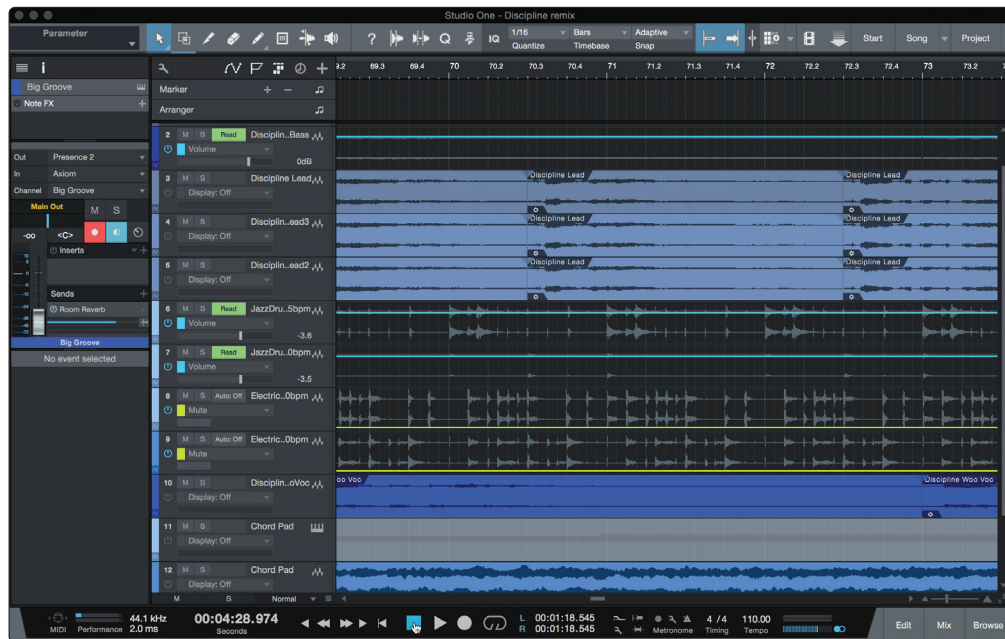 Studio One - Discipline remix
Parameter
1/16 Bars Adaptive
Quantize Timebase Snap
IQ Start Song Project
9.2 69.3 69.4 70 70.2 70.3 70.4 71 71.2 71.3 71.4 72 72.2 72.3 72.4 73 73.2
Big Groove
Note FX
Marker
Arranger
Out Presence 2
In Axiom
Channel Big Groove
Main Out M S
-oo <C>
Inserts
Sends
Room Reverb
Big Groove
No event selected
2 M S Read Disciplin..Bass
Volume
0dB
3 M S Discipline Lead
Display: Off
Discipline Lead Discipline Lead
4 M S Disciplin...ead3
Display: Off
Discipline Lead Discipline Lead
5 M S Disciplin...ead2
Display: Off
Discipline Lead Discipline Lead
6 M S Read JazzDru..5bpm
Volume
-3.6
7 M S Read JazzDru..0bpm
Volume
-3.5
8 M S Auto: Off Electric..0bpm
Mute
9 M S Auto: Off Electric..0bpm
Mute
10 M S Disciplin..oVoc
Display: Off
oo Voc Discipline Woo Voc
11 M S Chord Pad
Display: Off
12 M S Chord Pad
Display: Off
M S Normal
MIDI Performance 44.1 kHz 2.0 ms
00:04:28.974
Seconds
L 00:01:18.545
R 00:01:18.545
Metronome
4 / 4
Timing
110.00
Tempo
Edit Mix Browse